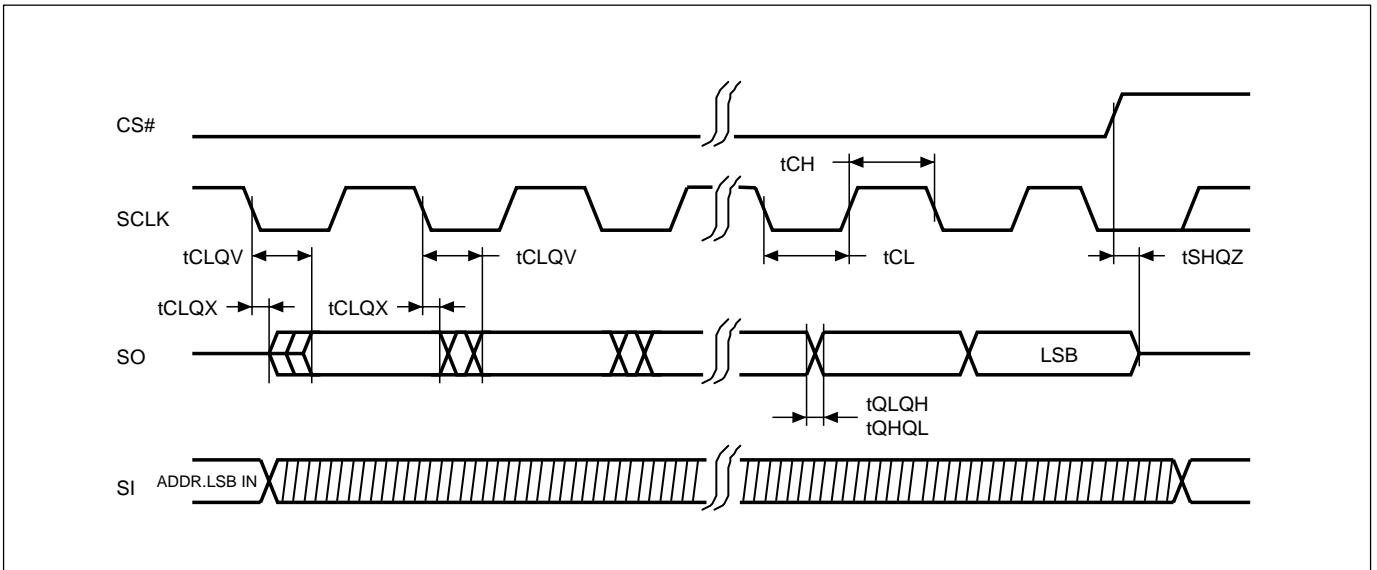 CS#
tCH
SCLK
tCLQV
tCLQV
tCL
tSHQZ
tCLQX
tCLQX
SO
LSB
tQLQH
tQHQL
SI
ADDR.LSB IN